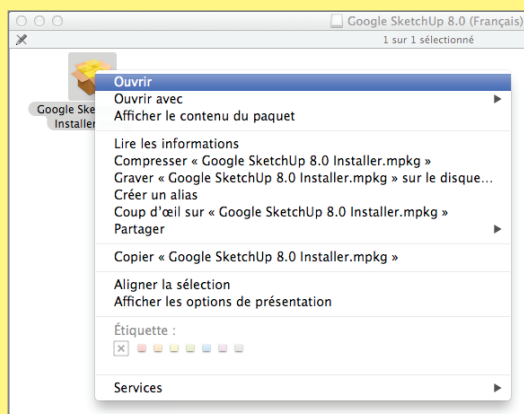 Google SketchUp 8.0 (Français)
1 sur 1 sélectionné
Google Ske
Installer
Ouvrir
Ouvrir avec
Afficher le contenu du paquet
Lire les informations
Compresser « Google SketchUp 8.0 Installer.mpkg »
Graver « Google SketchUp 8.0 Installer.mpkg » sur le disque...
Créer un alias
Coup d'œil sur « Google SketchUp 8.0 Installer.mpkg »
Partager
Copier « Google SketchUp 8.0 Installer.mpkg »
Aligner la sélection
Afficher les options de présentation
Étiquette :
Services